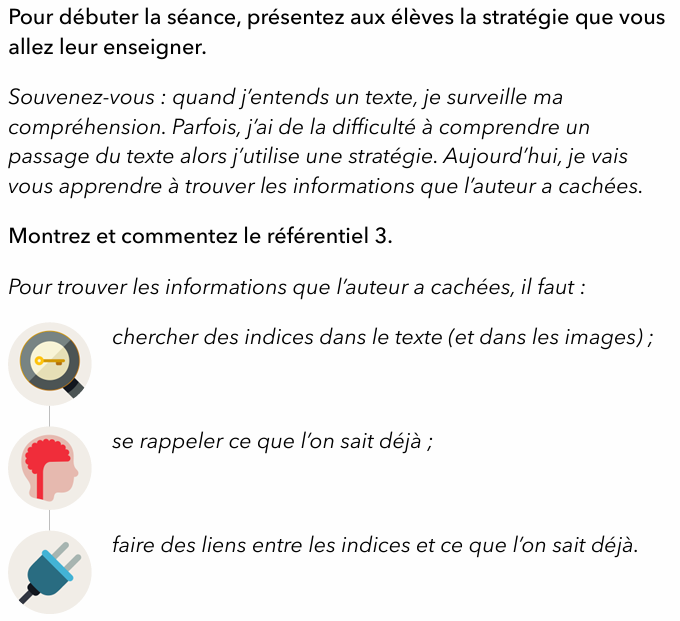 Pour débuter la séance, présentez aux élèves la stratégie que vous
allez leur enseigner.
Souvenez-vous : quand j’entends un texte, je surveille ma
compréhension. Parfois, j’ai de la difficulté à comprendre un
passage du texte alors j’utilise une stratégie. Aujourd’hui, je vais
vous apprendre à trouver les informations que l’auteur a cachées.
Montrez et commentez le référentiel 3.
Pour trouver les informations que l’auteur a cachées, il faut :
chercher des indices dans le texte (et dans les images) ;
se rappeler ce que l’on sait déjà ;
faire des liens entre les indices et ce que l’on sait déjà.